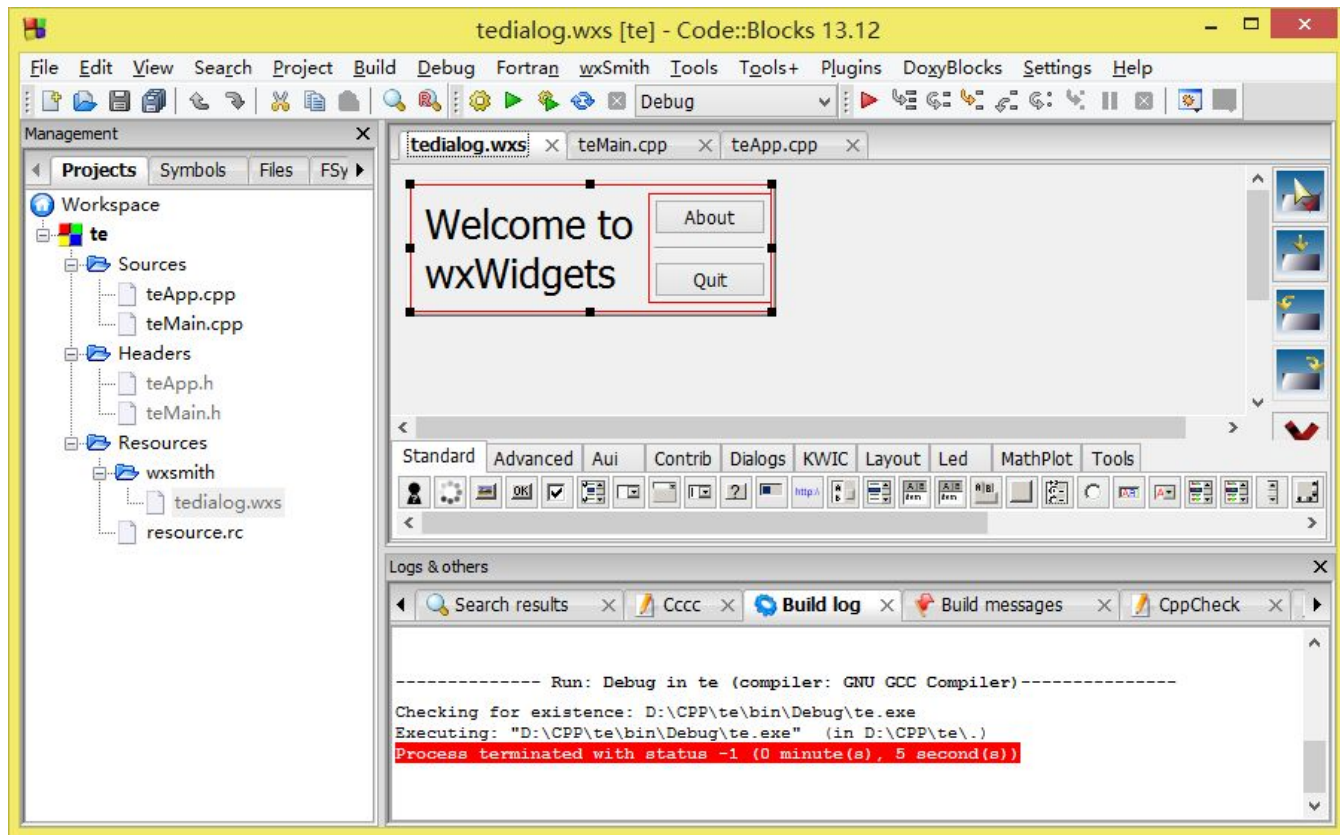 tedialog.wxs [te] - Code::Blocks 13.12
File Edit View Search Project Build Debug Fortran wxSmith Tools Tools+ Plugins DoxyBlocks Settings Help
Debug
Management
Projects Symbols Files FSy
Workspace
te
Sources
teApp.cpp
teMain.cpp
Headers
teApp.h
teMain.h
Resources
wxsmith
tedialog.wxs
resource.rc
tedialog.wxs teMain.cpp teApp.cpp
Welcome to
wxWidgets
About
Quit
Standard Advanced Aui Contrib Dialogs KWIC Layout Led MathPlot Tools
Logs & others
Search results Cccc Build log Build messages CppCheck
-------------- Run: Debug in te (compiler: GNU GCC Compiler)---------------
Checking for existence: D:\CPP\te\bin\Debug\te.exe
Executing: "D:\CPP\te\bin\Debug\te.exe"  (in D:\CPP\te\.)
Process terminated with status -1 (0 minute(s), 5 second(s))